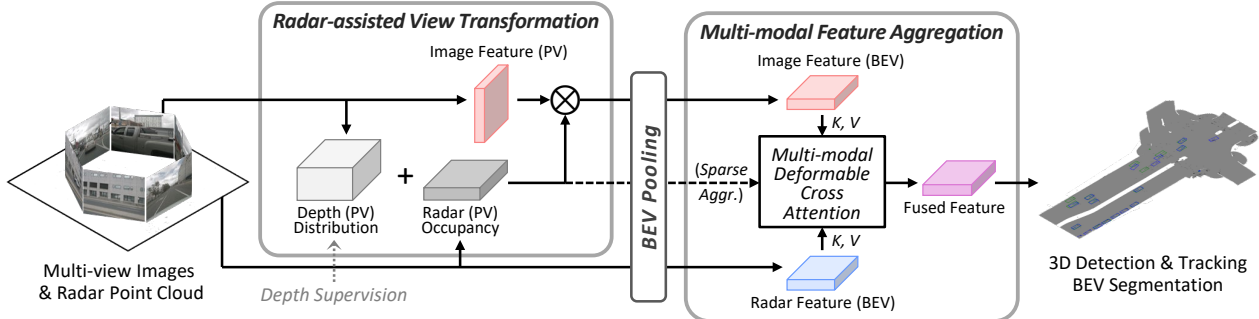 Radar-assisted View Transformation
Image Feature (PV)
Depth (PV)
Distribution
+
Radar (PV)
Occupancy
Depth Supervision
Multi-view Images
& Radar Point Cloud
BEV Pooling
Multi-modal Feature Aggregation
Image Feature (BEV)
K, V
(Sparse
Aggr.)
Multi-modal
Deformable
Cross
Attention
K, V
Radar Feature (BEV)
Fused Feature
3D Detection & Tracking
BEV Segmentation